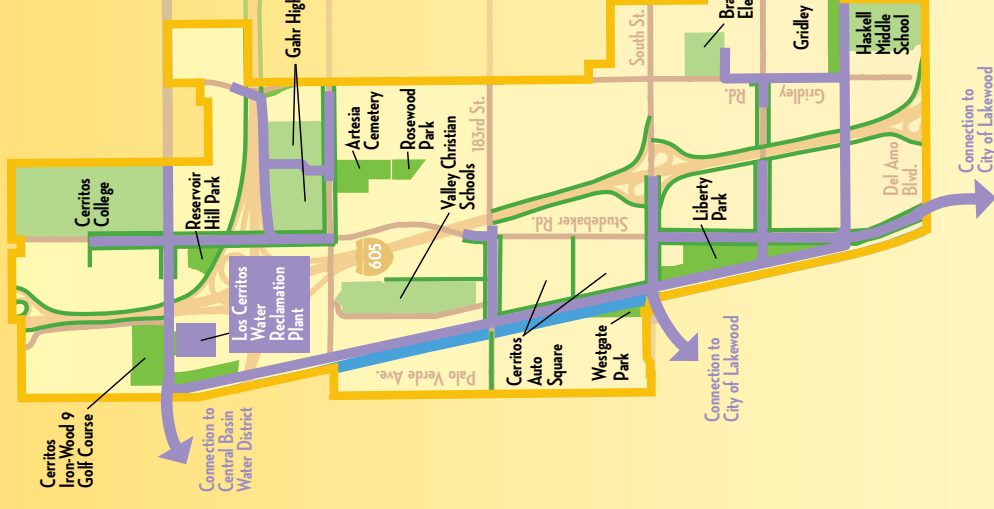 Cerritos
Iron-Wood 9
Golf Course
Cerritos
College
Reservoir
Hill Park
Los Cerritos
Water
Reclamation
Plant
Connection to
Central Basin
Water District
Gahr High
Artesia
Cemetery
Rosewood
Park
Valley Christian
Schools
183rd St.
605
Palo Verde Ave.
Studebaker Rd.
Cerritos
Auto
Square
Westgate
Park
South St.
Liberty
Park
Gridley
Rd.
Connection to
City of Lakewood
Gridley
Haskell
Middle
School
Del Amo
Blvd.
Connection to
City of Lakewood